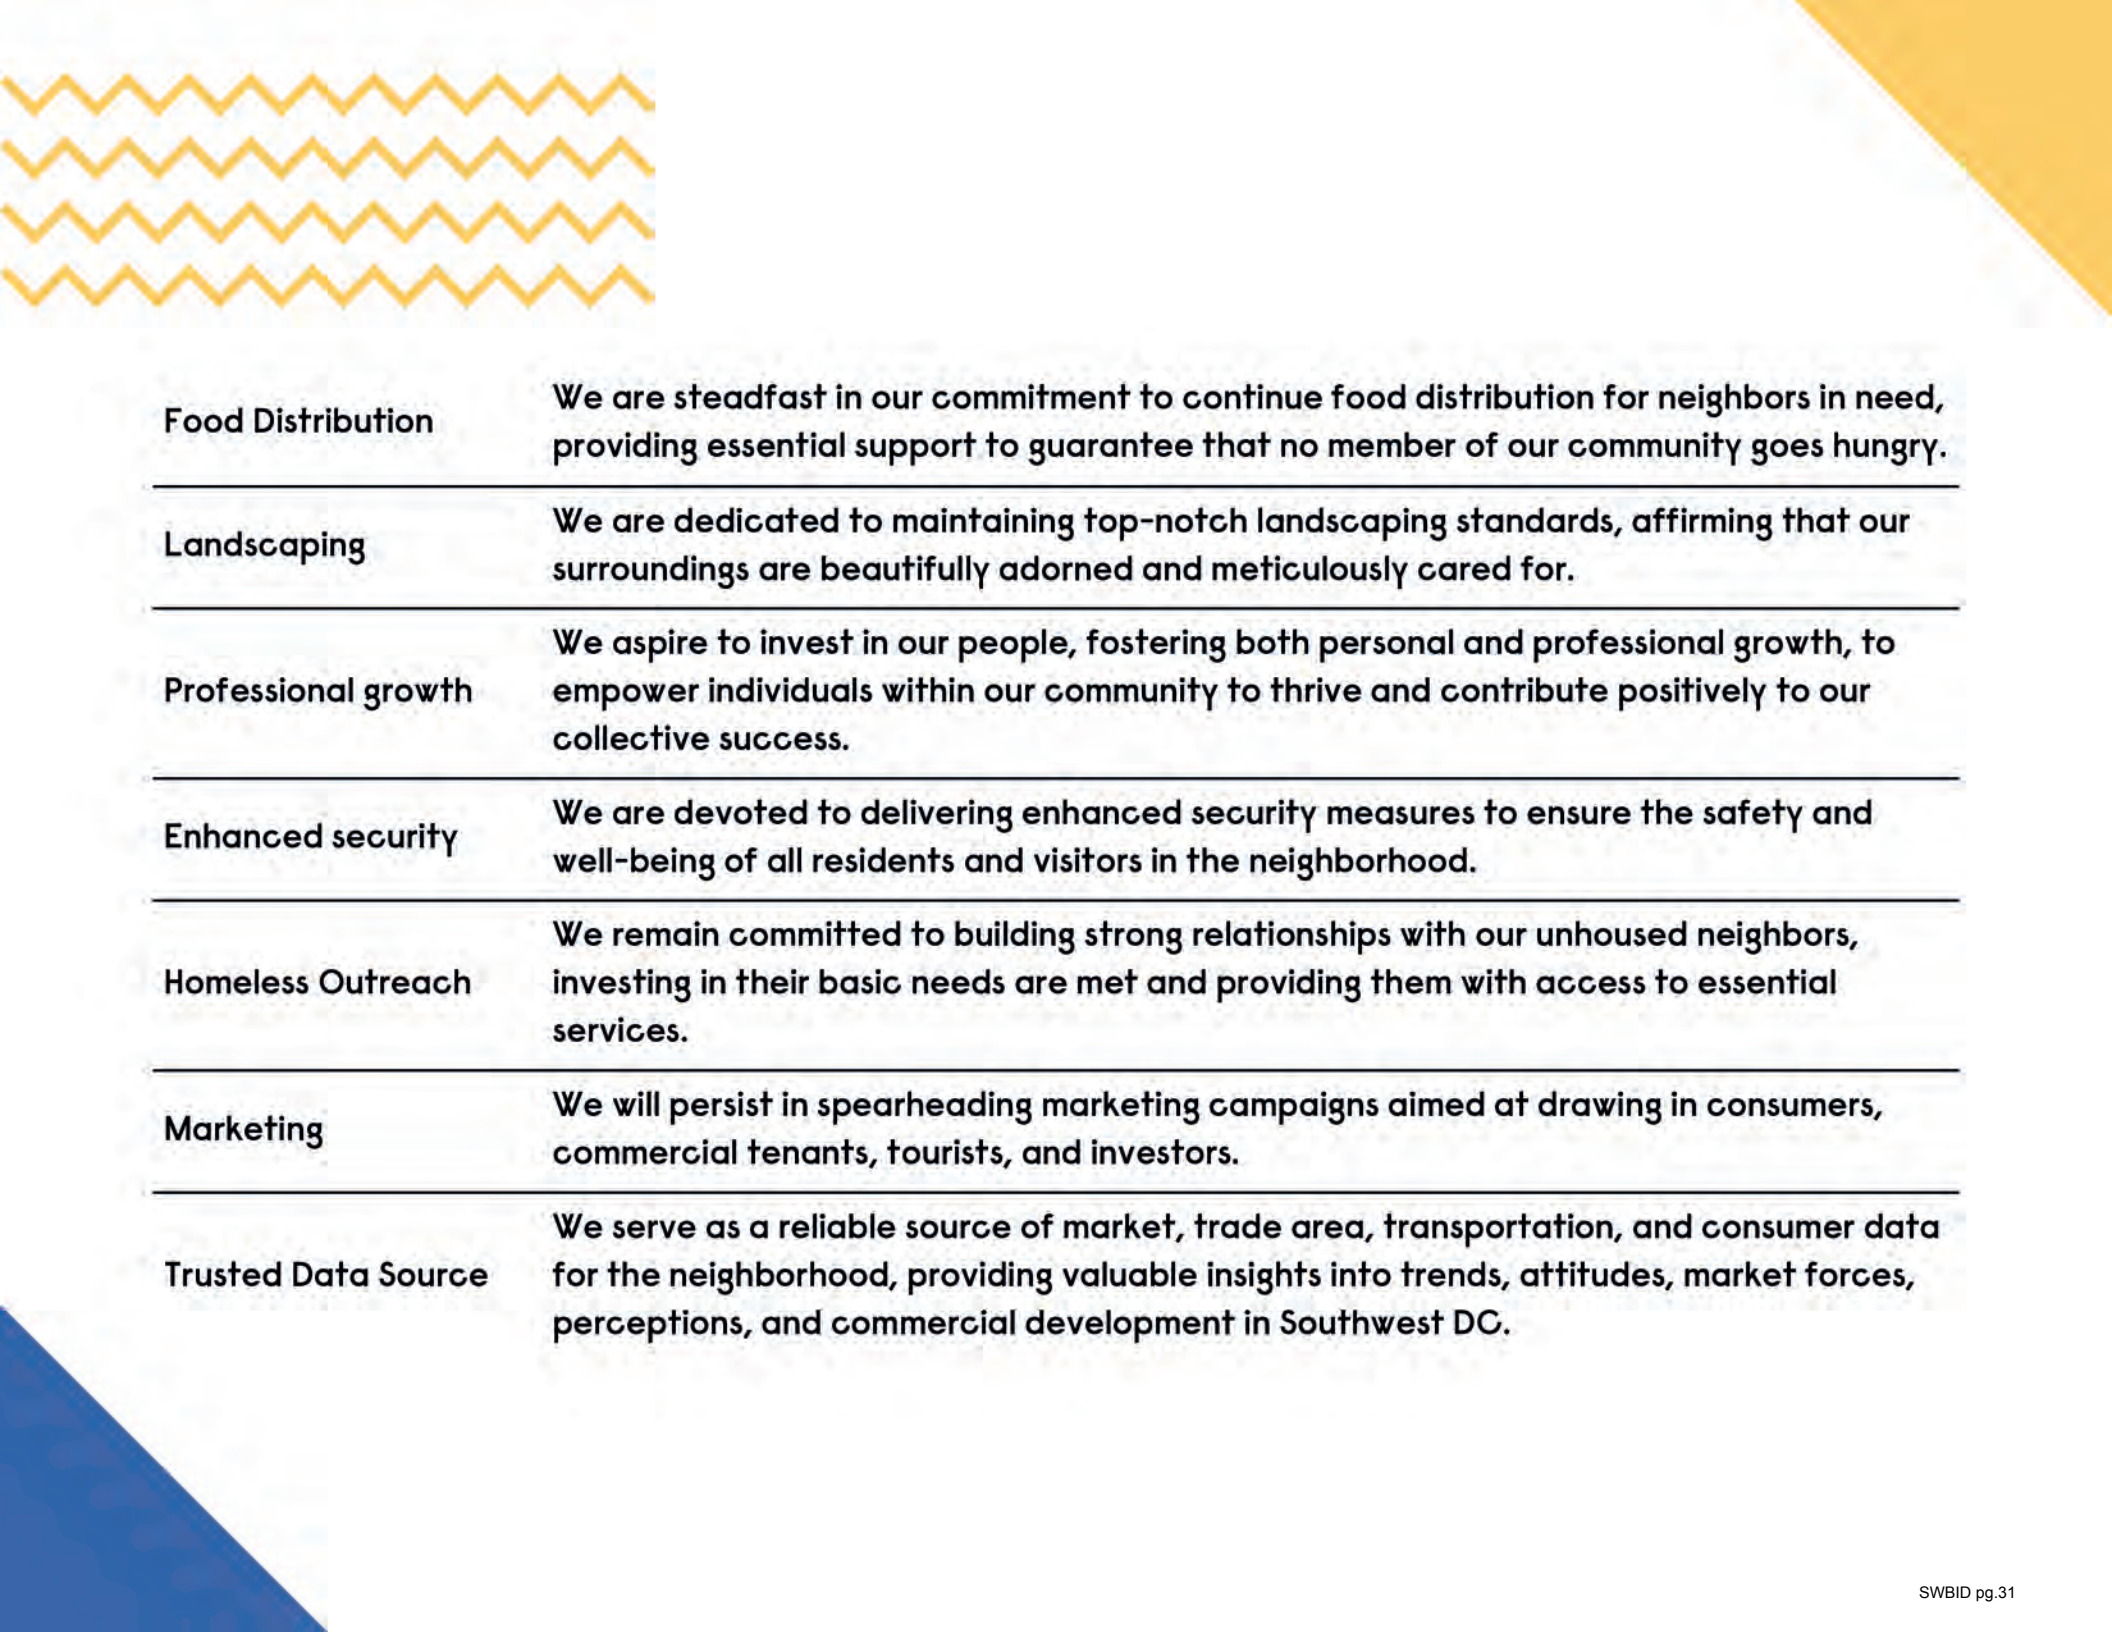 Food Distribution
We are steadfast in our commitment to continue food distribution for neighbors in need,
providing essential support to guarantee that no member of our community goes hungry.
Landscaping
We are dedicated to maintaining top-notch landscaping standards, affirming that our
surroundings are beautifully adorned and meticulously cared for.
Professional growth
We aspire to invest in our people, fostering both personal and professional growth, to
empower individuals within our community to thrive and contribute positively to our
collective success.
Enhanced security
We are devoted to delivering enhanced security measures to ensure the safety and
well-being of all residents and visitors in the neighborhood.
Homeless Outreach
We remain committed to building strong relationships with our unhoused neighbors,
investing in their basic needs are met and providing them with access to essential
services.
Marketing
We will persist in spearheading marketing campaigns aimed at drawing in consumers,
commercial tenants, tourists, and investors.
Trusted Data Source
We serve as a reliable source of market, trade area, transportation, and consumer data
for the neighborhood, providing valuable insights into trends, attitudes, market forces,
perceptions, and commercial development in Southwest DC.
SWBID pg.31